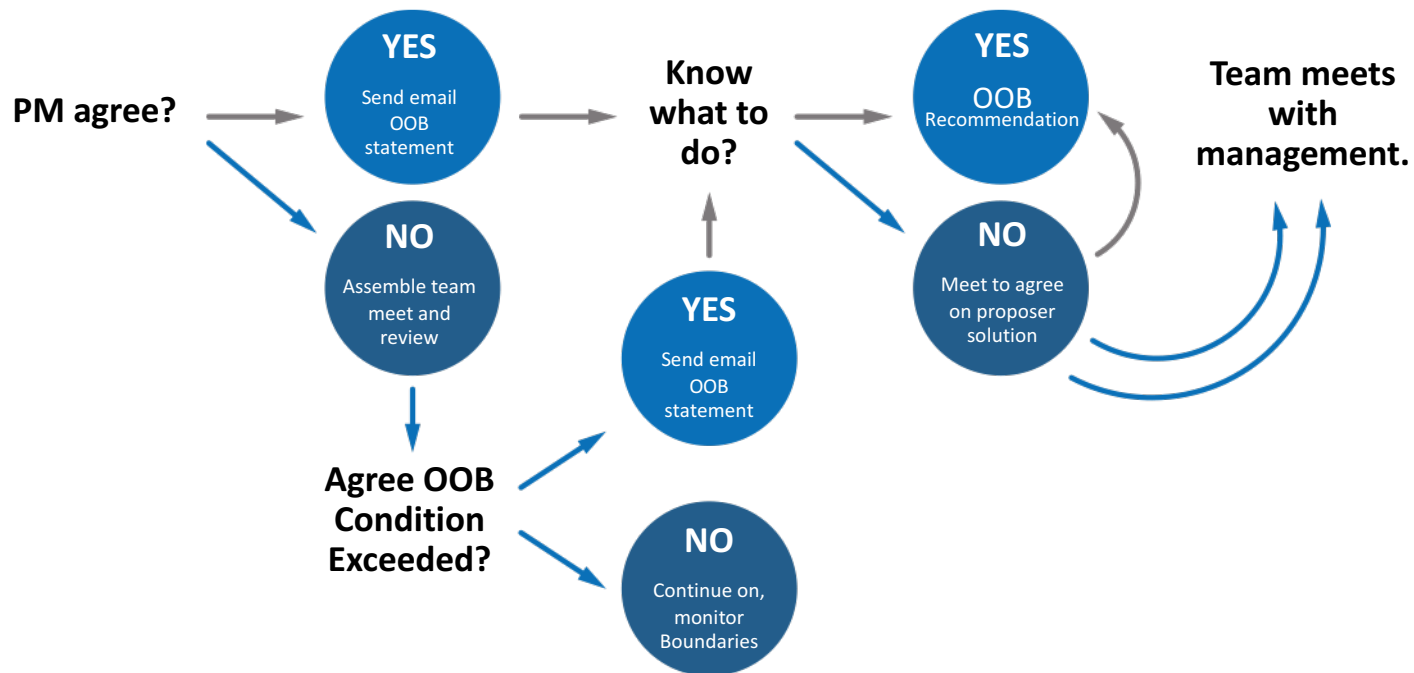 PM agree?
YES
Send email
OOB
statement
NO
Assemble team
meet and
review
Agree OOB
Condition
Exceeded?
YES
Send email
OOB
statement
NO
Continue on,
monitor
Boundaries
Know
what to
do?
YES
OOB
Recommendation
NO
Meet to agree
on proposer
solution
Team meets
with
management.